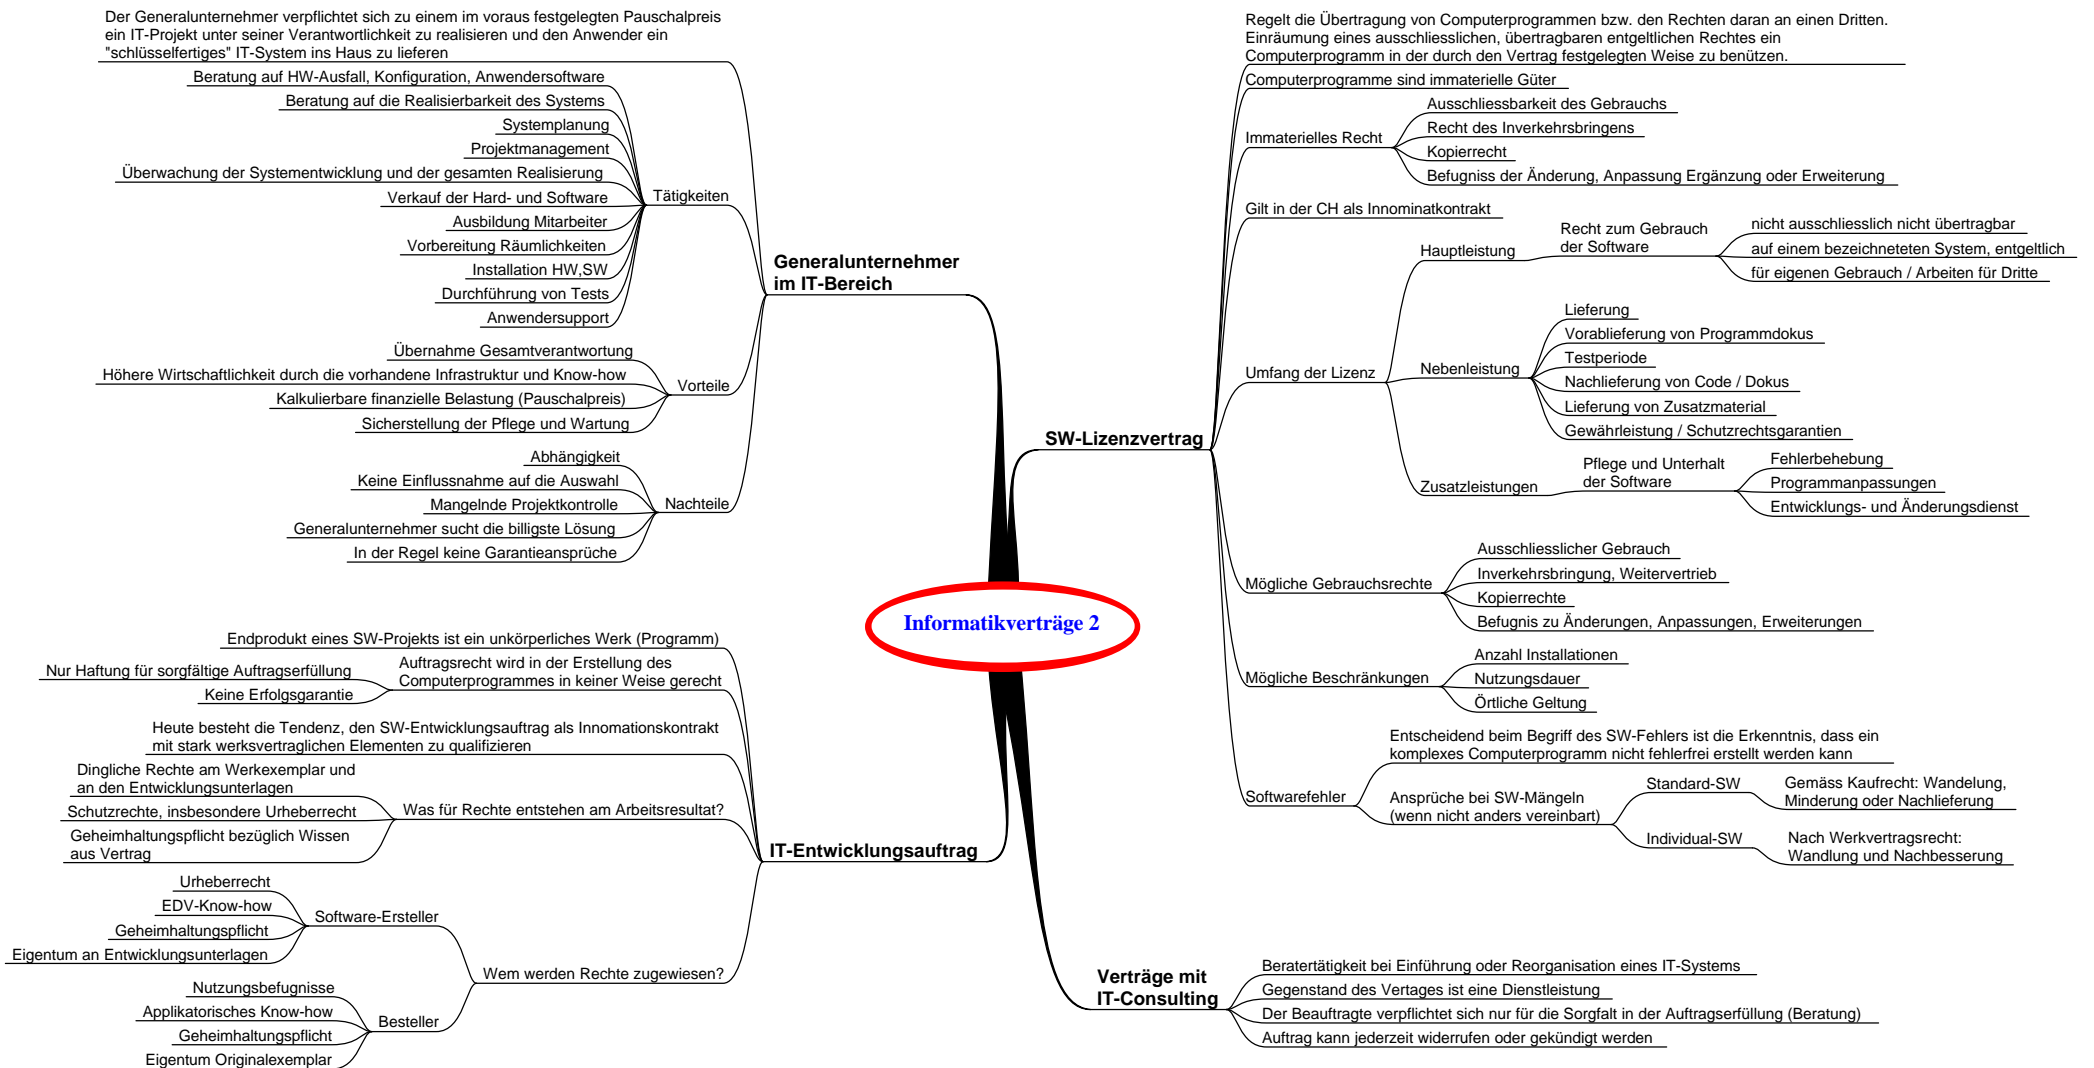 Der Generalunternehmer verpflichtet sich zu einem im voraus festgelegten Pauschalpreis
ein IT-Projekt unter seiner Verantwortlichkeit zu realisieren und den Anwender ein
"schlüsselfertiges" IT-System ins Haus zu lieferen
Beratung auf HW-Ausfall, Konfiguration, Anwendersoftware
Beratung auf die Realisierbarkeit des Systems
Systemplanung
Projektmanagement
Überwachung der Systementwicklung und der gesamten Realisierung
Verkauf der Hard- und Software
Ausbildung Mitarbeiter
Vorbereitung Räumlichkeiten
Installation HW,SW
Durchführung von Tests
Anwendersupport
Tätigkeiten
Übernahme Gesamtverantwortung
Höhere Wirtschaftlichkeit durch die vorhandene Infrastruktur und Know-how
Kalkulierbare finanzielle Belastung (Pauschalpreis)
Sicherstellung der Pflege und Wartung
Vorteile
Abhängigkeit
Keine Einflussnahme auf die Auswahl
Mangelnde Projektkontrolle
Generalunternehmer sucht die billigste Lösung
In der Regel keine Garantieansprüche
Nachteile
Generalunternehmer
im IT-Bereich
Endprodukt eines SW-Projekts ist ein unkörperliches Werk (Programm)
Nur Haftung für sorgfältige Auftragserfüllung
Keine Erfolgsgarantie
Auftragsrecht wird in der Erstellung des
Computerprogrammes in keiner Weise gerecht
Heute besteht die Tendenz, den SW-Entwicklungsauftrag als Innomationskontrakt
mit stark werksvertraglichen Elementen zu qualifizieren
Dingliche Rechte am Werkexemplar und
an den Entwicklungsunterlagen
Schutzrechte, insbesondere Urheberrecht
Geheimhaltungspflicht bezüglich Wissen
aus Vertrag
Was für Rechte entstehen am Arbeitsresultat?
Urheberrecht
EDV-Know-how
Geheimhaltungspflicht
Eigentum an Entwicklungsunterlagen
Software-Ersteller
Nutzungsbefugnisse
Applikatorisches Know-how
Geheimhaltungspflicht
Eigentum Originalexemplar
Besteller
Wem werden Rechte zugewiesen?
IT-Entwicklungsauftrag
Informatikverträge 2
SW-Lizenzvertrag
Regelt die Übertragung von Computerprogrammen bzw. den Rechten daran an einen Dritten.
Einräumung eines ausschliesslichen, übertragbaren entgeltlichen Rechtes ein
Computerprogramm in der durch den Vertrag festgelegten Weise zu benützen.
Computerprogramme sind immaterielle Güter
Immaterielles Recht
Ausschliessbarkeit des Gebrauchs
Recht des Inverkehrsbringens
Kopierrecht
Befugniss der Änderung, Anpassung Ergänzung oder Erweiterung
Gilt in der CH als Innominatkontrakt
Umfang der Lizenz
Hauptleistung
Recht zum Gebrauch
der Software
nicht ausschliesslich nicht übertragbar
auf einem bezeichneteten System, entgeltlich
für eigenen Gebrauch / Arbeiten für Dritte
Nebenleistung
Lieferung
Vorablieferung von Programmdokus
Testperiode
Nachlieferung von Code / Dokus
Lieferung von Zusatzmaterial
Gewährleistung / Schutzrechtsgarantien
Zusatzleistungen
Pflege und Unterhalt
der Software
Fehlerbehebung
Programmanpassungen
Entwicklungs- und Änderungsdienst
Mögliche Gebrauchsrechte
Ausschliesslicher Gebrauch
Inverkehrsbringung, Weitervertrieb
Kopierrechte
Befugnis zu Änderungen, Anpassungen, Erweiterungen
Mögliche Beschränkungen
Anzahl Installationen
Nutzungsdauer
Örtliche Geltung
Softwarefehler
Entscheidend beim Begriff des SW-Fehlers ist die Erkenntnis, dass ein
komplexes Computerprogramm nicht fehlerfrei erstellt werden kann
Ansprüche bei SW-Mängeln
(wenn nicht anders vereinbart)
Standard-SW
Gemäss Kaufrecht: Wandelung,
Minderung oder Nachlieferung
Individual-SW
Nach Werkvertragsrecht:
Wandlung und Nachbesserung
Verträge mit
IT-Consulting
Beratertätigkeit bei Einführung oder Reorganisation eines IT-Systems
Gegenstand des Vertages ist eine Dienstleistung
Der Beauftragte verpflichtet sich nur für die Sorgfalt in der Auftragserfüllung (Beratung)
Auftrag kann jederzeit widerrufen oder gekündigt werden